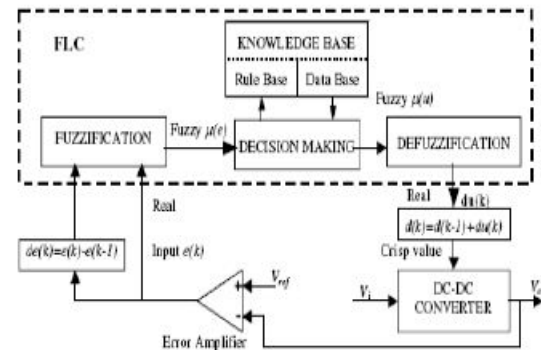 FLC
KNOWLEDGE BASE
Rule Base
Data Base
Fuzzy μ(u)
FUZZIFICATION
Fuzzy μ(e)
DECISION MAKING
DEFUZZIFICATION
Real
Real
du(k)
de(k)=e(k)-e(k-1)
Input e(k)
d(k)=d(k-1)+du(k)
Crisp value
+
Vref
-
Error Amplifier
Vi
DC-DC
CONVERTER
Vo